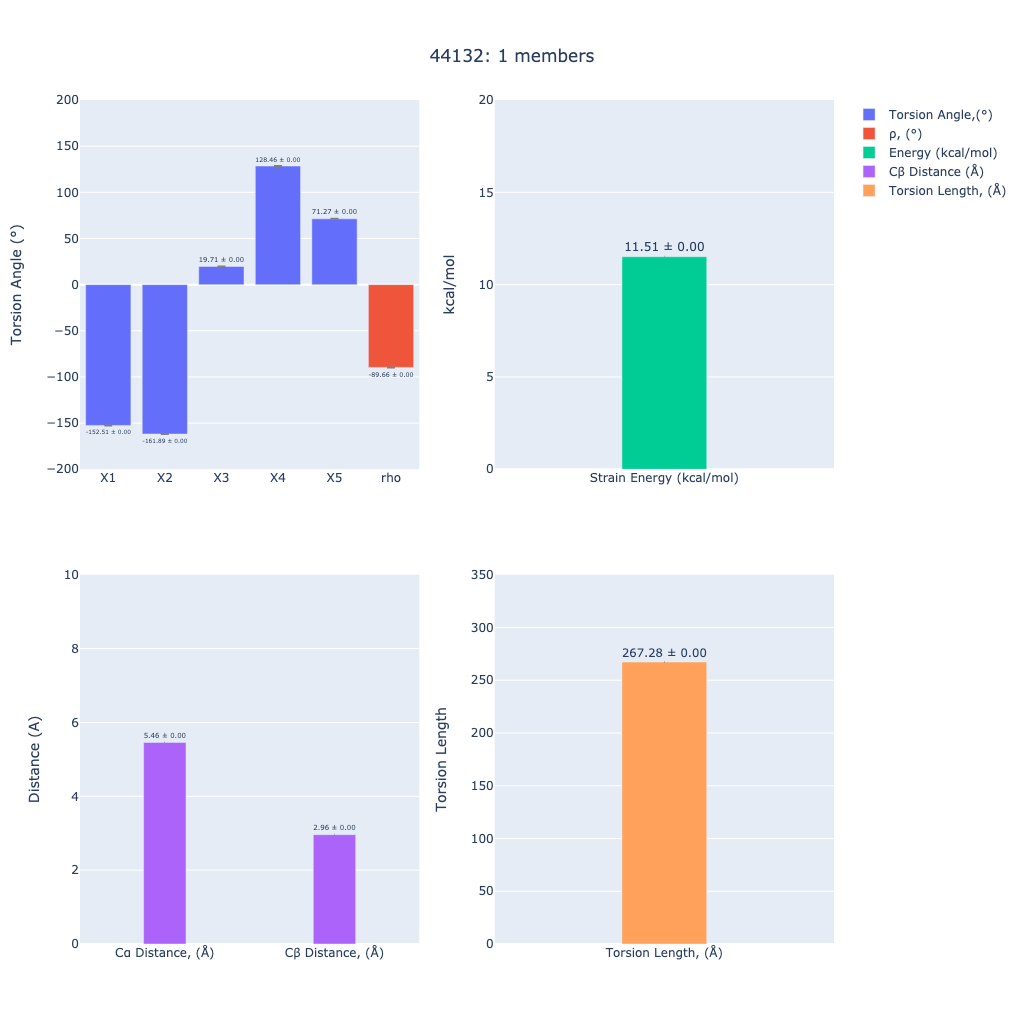 44132: 1 members
Torsion Angle (°)
200
150
100
50
0
−50
−100
−150
−200
-152.51 ± 0.00
-161.89 ± 0.00
19.71 ± 0.00
128.46 ± 0.00
71.27 ± 0.00
-89.66 ± 0.00
X1 X2 X3 X4 X5 rho
kcal/mol
20
15
10
5
0
11.51 ± 0.00
Strain Energy (kcal/mol)
Torsion Angle,(°)
ρ, (°)
Energy (kcal/mol)
Cβ Distance (Å)
Torsion Length, (Å)
Distance (A)
10
8
6
4
2
0
5.46 ± 0.00
2.96 ± 0.00
Cα Distance, (Å) Cβ Distance, (Å)
Torsion Length
350
300
250
200
150
100
50
0
267.28 ± 0.00
Torsion Length, (Å)